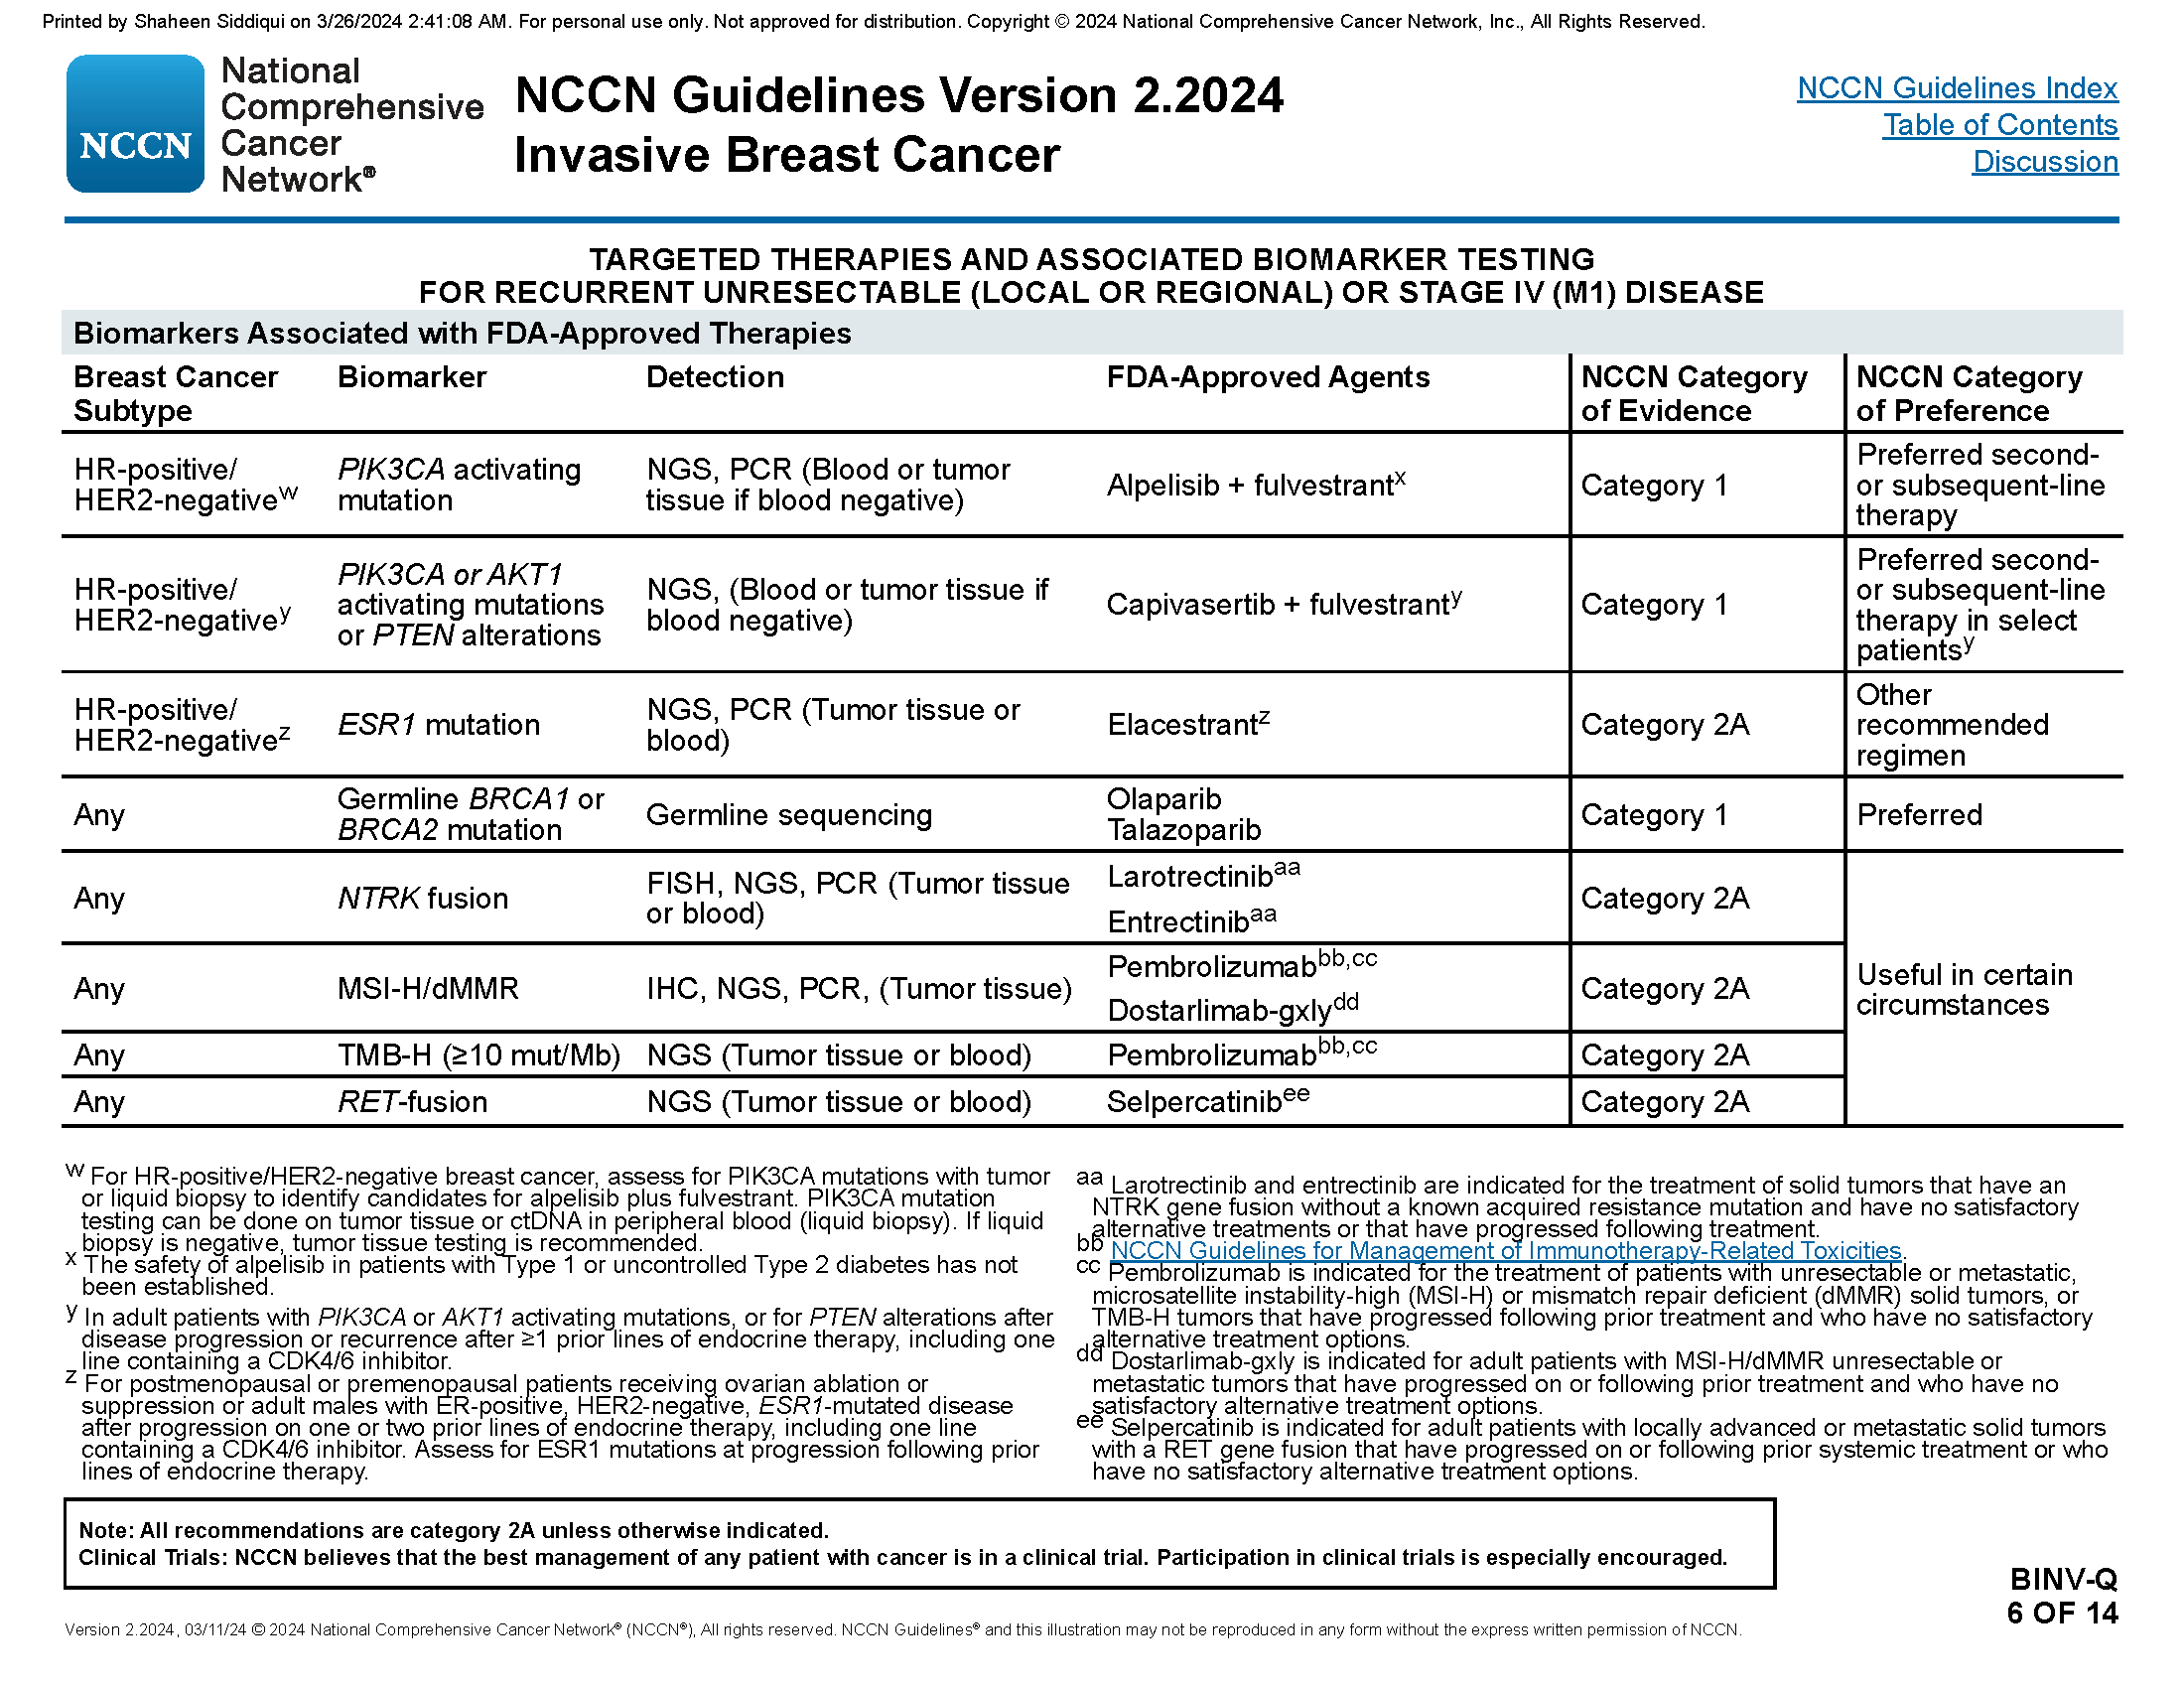 Printed by Shaheen Siddiqui on 3/26/2024 2:41:08 AM. For personal use only. Not approved for distribution. Copyright © 2024 National Comprehensive Cancer Network, Inc., All Rights Reserved.
NCCN
National
Comprehensive
Cancer
Network®
NCCN Guidelines Version 2.2024
Invasive Breast Cancer
NCCN Guidelines Index
Table of Contents
Discussion
TARGETED THERAPIES AND ASSOCIATED BIOMARKER TESTING
FOR RECURRENT UNRESECTABLE (LOCAL OR REGIONAL) OR STAGE IV (M1) DISEASE
Biomarkers Associated with FDA-Approved Therapies
Breast Cancer
Subtype
Biomarker
Detection
FDA-Approved Agents
NCCN Category
of Evidence
NCCN Category
of Preference
HR-positive/
HER2-negative^w
PIK3CA activating
mutation
NGS, PCR (Blood or tumor
tissue if blood negative)
Alpelisib + fulvestrant^x
Category 1
Preferred second-
or subsequent-line
therapy
HR-positive/
HER2-negative^y
PIK3CA or AKT1
activating mutations
or PTEN alterations
NGS, (Blood or tumor tissue if
blood negative)
Capivasertib + fulvestrant^y
Category 1
Preferred second-
or subsequent-line
therapy in select
patients^y
HR-positive/
HER2-negative^z
ESR1 mutation
NGS, PCR (Tumor tissue or
blood)
Elacestrant^z
Category 2A
Other
recommended
regimen
Any
Germline BRCA1 or
BRCA2 mutation
Germline sequencing
Olaparib
Talazoparib
Category 1
Preferred
Any
NTRK fusion
FISH, NGS, PCR (Tumor tissue
or blood)
Larotrectinib^aa
Entrectinib^aa
Category 2A
Useful in certain
circumstances
Any
MSI-H/dMMR
IHC, NGS, PCR, (Tumor tissue)
Pembrolizumab^bb,cc
Dostarlimab-gxly^dd
Category 2A
Any
TMB-H (≥10 mut/Mb)
NGS (Tumor tissue or blood)
Pembrolizumab^bb,cc
Category 2A
Any
RET-fusion
NGS (Tumor tissue or blood)
Selpercatinib^ee
Category 2A
w For HR-positive/HER2-negative breast cancer, assess for PIK3CA mutations with tumor
or liquid biopsy to identify candidates for alpelisib plus fulvestrant. PIK3CA mutation
testing can be done on tumor tissue or ctDNA in peripheral blood (liquid biopsy). If liquid
biopsy is negative, tumor tissue testing is recommended.
x The safety of alpelisib in patients with Type 1 or uncontrolled Type 2 diabetes has not
been established.
y In adult patients with PIK3CA or AKT1 activating mutations, or for PTEN alterations after
disease progression or recurrence after ≥1 prior lines of endocrine therapy, including one
line containing a CDK4/6 inhibitor.
z For postmenopausal or premenopausal patients receiving ovarian ablation or
suppression or adult males with ER-positive, HER2-negative, ESR1-mutated disease
after progression on one or two prior lines of endocrine therapy, including one line
containing a CDK4/6 inhibitor. Assess for ESR1 mutations at progression following prior
lines of endocrine therapy.
aa Larotrectinib and entrectinib are indicated for the treatment of solid tumors that have an
NTRK gene fusion without a known acquired resistance mutation and have no satisfactory
alternative treatments or that have progressed following treatment.
bb NCCN Guidelines for Management of Immunotherapy-Related Toxicities.
cc Pembrolizumab is indicated for the treatment of patients with unresectable or metastatic,
microsatellite instability-high (MSI-H) or mismatch repair deficient (dMMR) solid tumors, or
TMB-H tumors that have progressed following prior treatment and who have no satisfactory
alternative treatment options.
dd Dostarlimab-gxly is indicated for adult patients with MSI-H/dMMR unresectable or
metastatic tumors that have progressed on or following prior treatment and who have no
satisfactory alternative treatment options.
ee Selpercatinib is indicated for adult patients with locally advanced or metastatic solid tumors
with a RET gene fusion that have progressed on or following prior systemic treatment or who
have no satisfactory alternative treatment options.
Note: All recommendations are category 2A unless otherwise indicated.
Clinical Trials: NCCN believes that the best management of any patient with cancer is in a clinical trial. Participation in clinical trials is especially encouraged.
BINV-Q
6 OF 14
Version 2.2024, 03/11/24 © 2024 National Comprehensive Cancer Network® (NCCN®), All rights reserved. NCCN Guidelines® and this illustration may not be reproduced in any form without the express written permission of NCCN.